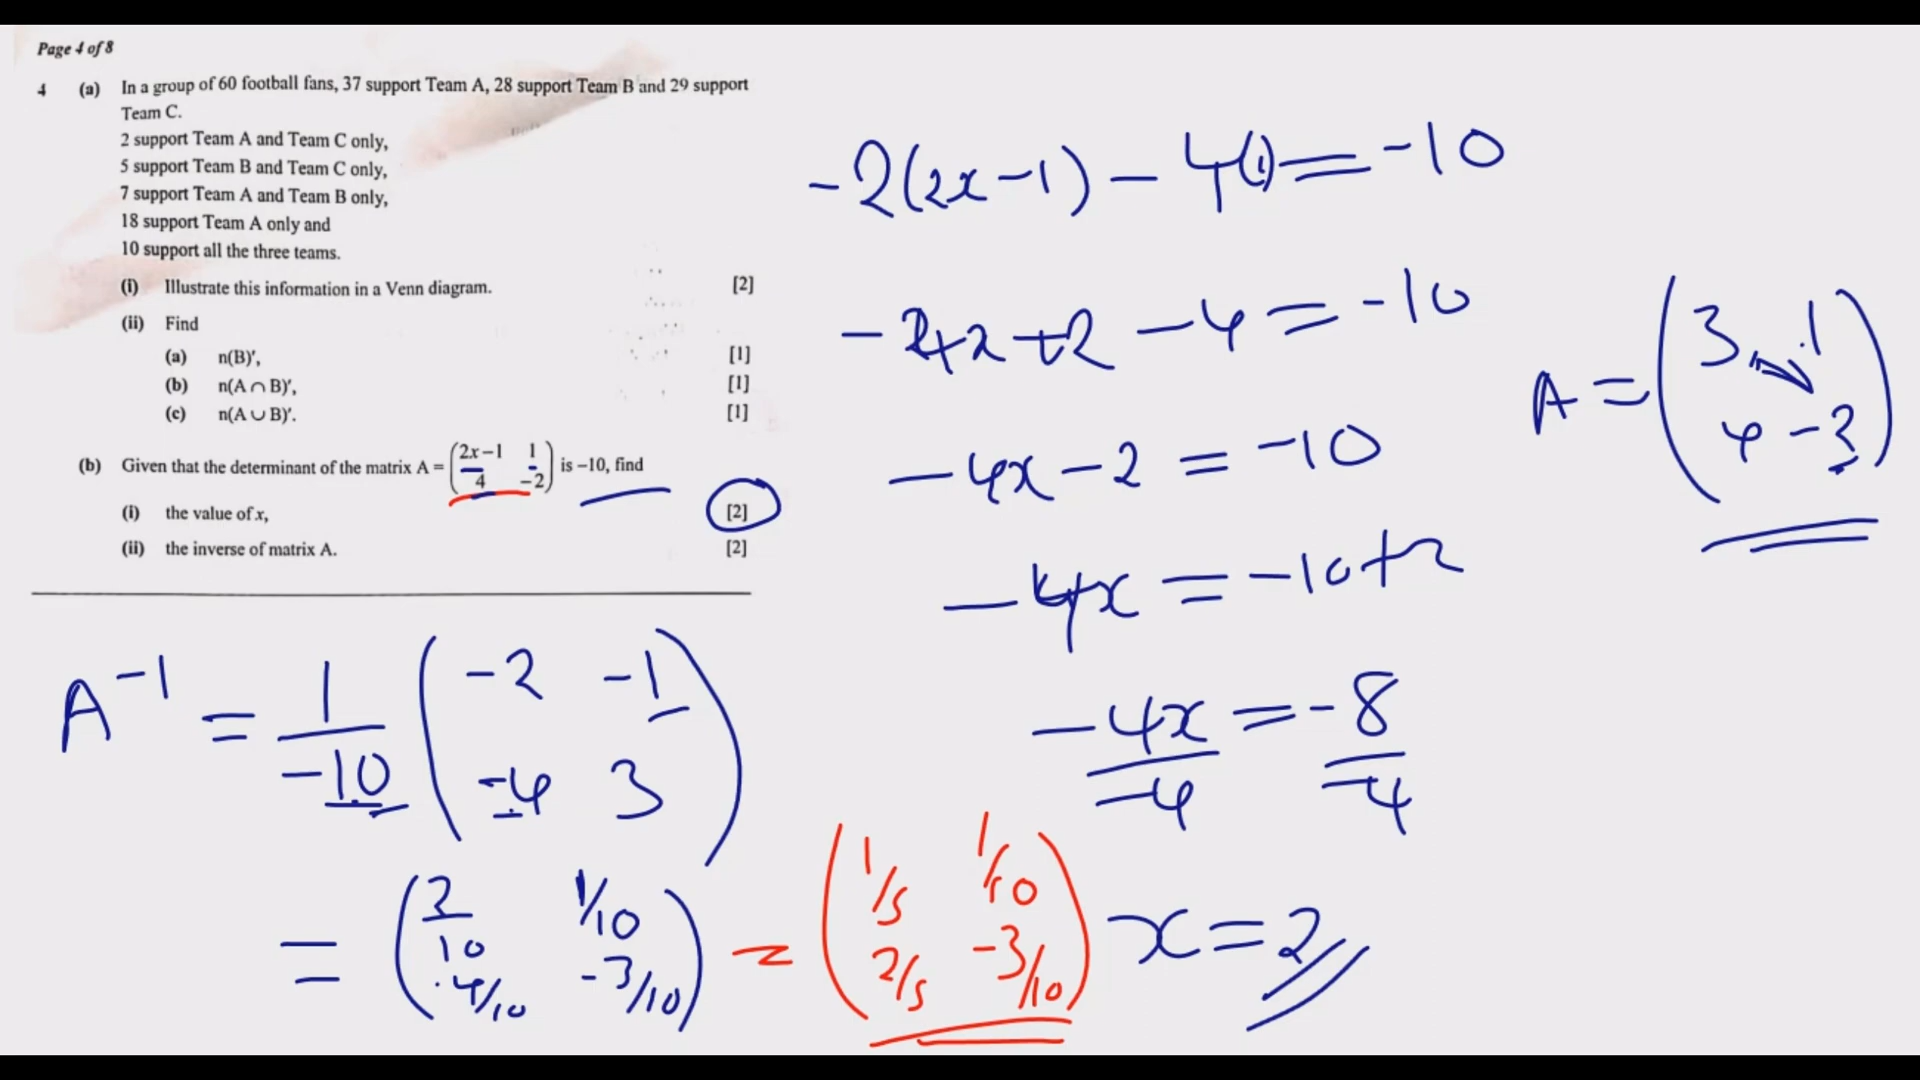 Page 4 of 8
4 (a) In a group of 60 football fans, 37 support Team A, 28 support Team B and 29 support
Team C.
2 support Team A and Team C only,
5 support Team B and Team C only,
7 support Team A and Team B only,
18 support Team A only and
10 support all the three teams.
(i) Illustrate this information in a Venn diagram. [2]
(ii) Find
(a) n(B)′, [1]
(b) n(A ∩ B)′, [1]
(c) n(A ∪ B)′. [1]
(b) Given that the determinant of the matrix A = (2x−1 1
4 −2) is −10, find
(i) the value of x, [2]
(ii) the inverse of matrix A. [2]
-2(2x-1) - 4(1) = -10
-4x+2 -4 = -10
-4x -2 = -10
-4x = -10+2
-4x = -8
-4 -4
x = 2
A = (3 1
4 -2)
A⁻¹ = 1/-10 (-2 -1
-4 3)
= (2/10 1/10
4/10 -3/10) = (1/5 1/10
2/5 -3/10)